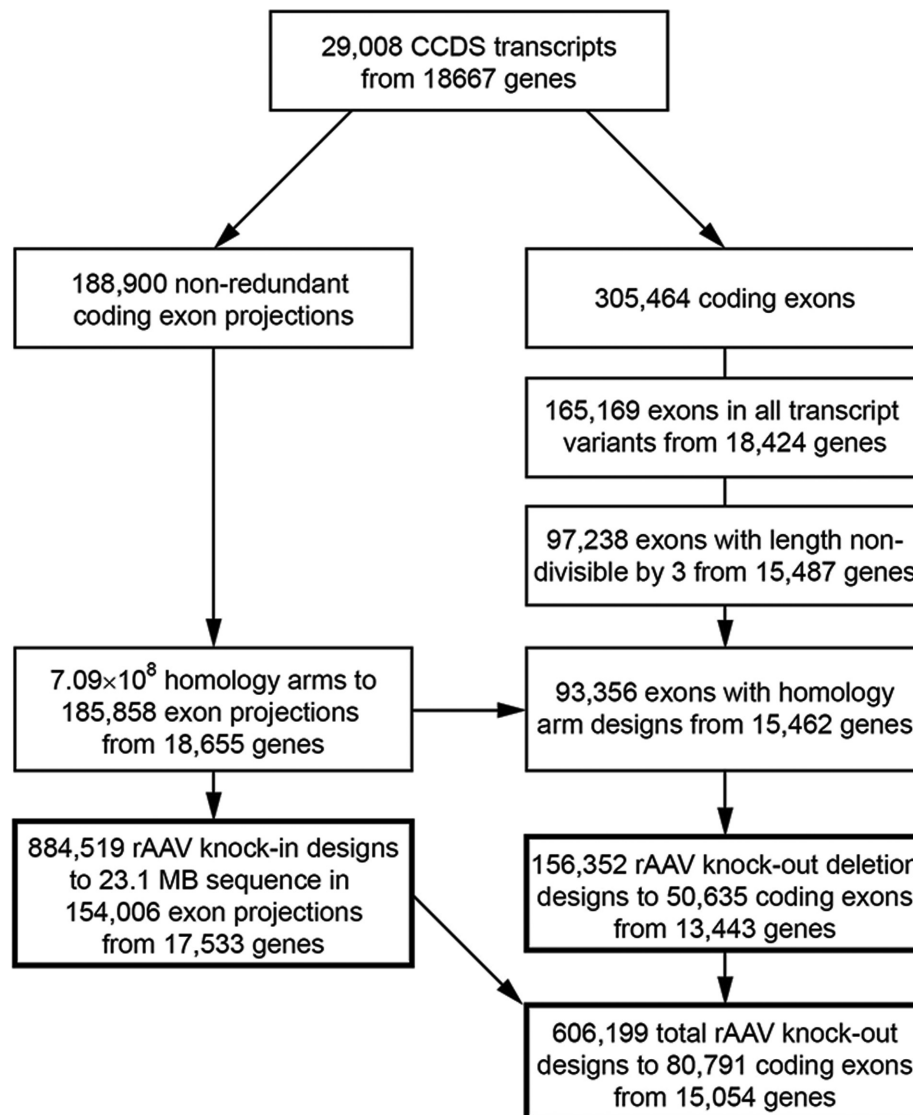 29,008 CCDS transcripts
from 18667 genes
188,900 non-redundant
coding exon projections
305,464 coding exons
165,169 exons in all transcript
variants from 18,424 genes
97,238 exons with length non-
divisible by 3 from 15,487 genes
7.09×10⁸ homology arms to
185,858 exon projections
from 18,655 genes
93,356 exons with homology
arm designs from 15,462 genes
884,519 rAAV knock-in designs
to 23.1 MB sequence in
154,006 exon projections
from 17,533 genes
156,352 rAAV knock-out deletion
designs to 50,635 coding exons
from 13,443 genes
606,199 total rAAV knock-out
designs to 80,791 coding exons
from 15,054 genes